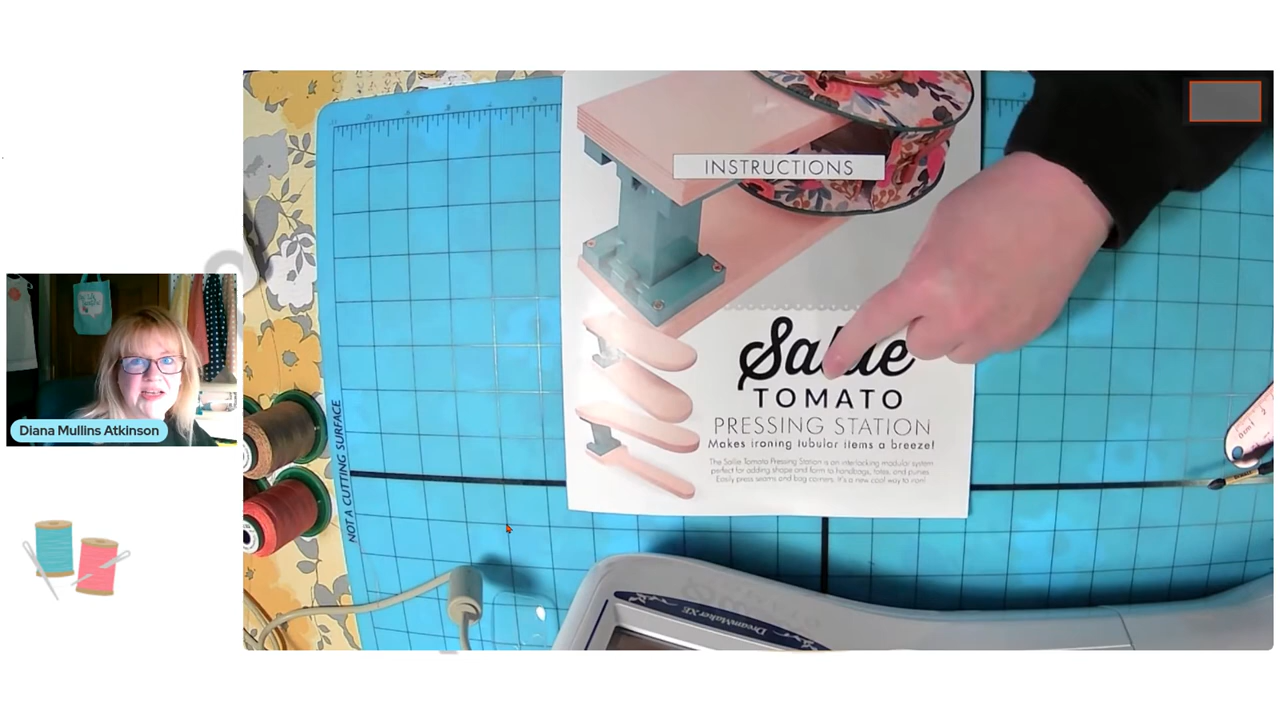 INSTRUCTIONS
Sallie
TOMATO
PRESSING STATION
Makes ironing tubular items a breeze!
The Sallie Tomato Pressing Station is an interlocking modular system
perfect for adding shape and form to handbags, totes, and purses.
Easily press seams and bag corners. It's a new cool way to iron!
Diana Mullins Atkinson
NOT A CUTTING SURFACE
DreamMaker XE